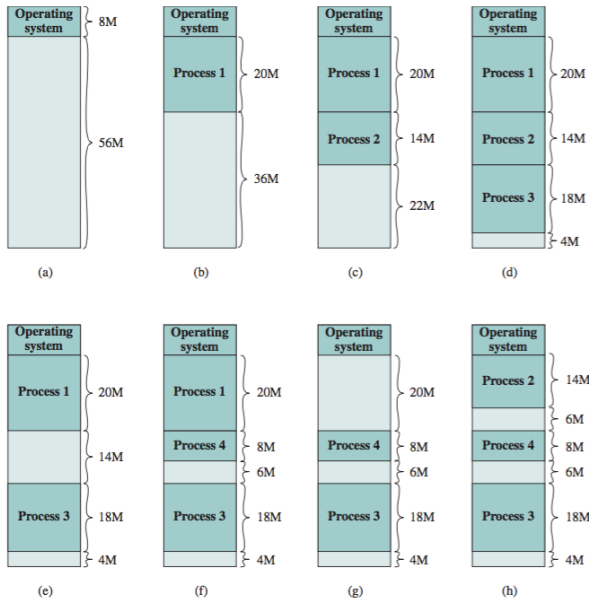 Operating
system
8M
56M
(a)
Operating
system
Process 1
20M
36M
(b)
Operating
system
Process 1
20M
Process 2
14M
22M
(c)
Operating
system
Process 1
20M
Process 2
14M
Process 3
18M
4M
(d)
Operating
system
Process 1
20M
14M
Process 3
18M
4M
(e)
Operating
system
Process 1
20M
Process 4
8M
6M
Process 3
18M
4M
(f)
Operating
system
20M
Process 4
8M
6M
Process 3
18M
4M
(g)
Operating
system
Process 2
14M
6M
Process 4
8M
6M
Process 3
18M
4M
(h)